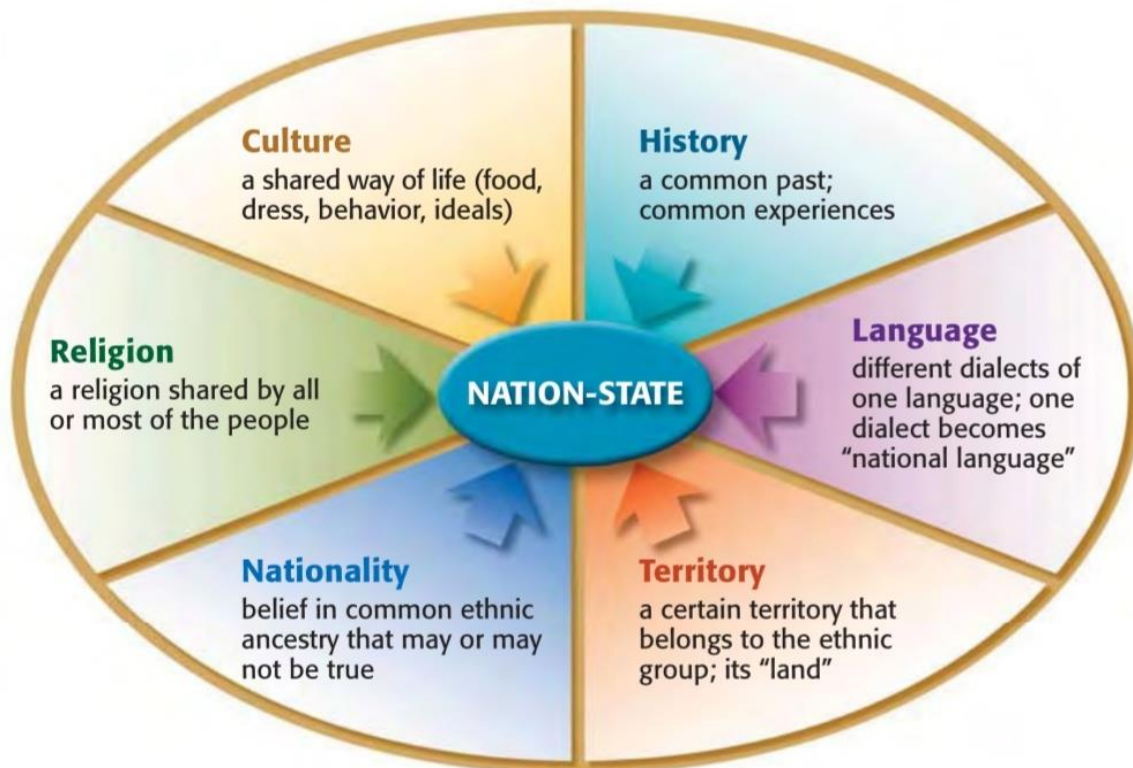 Culture
a shared way of life (food,
dress, behavior, ideals)
History
a common past;
common experiences
Religion
a religion shared by all
or most of the people
NATION-STATE
Language
different dialects of
one language; one
dialect becomes
“national language”
Nationality
belief in common ethnic
ancestry that may or may
not be true
Territory
a certain territory that
belongs to the ethnic
group; its “land”